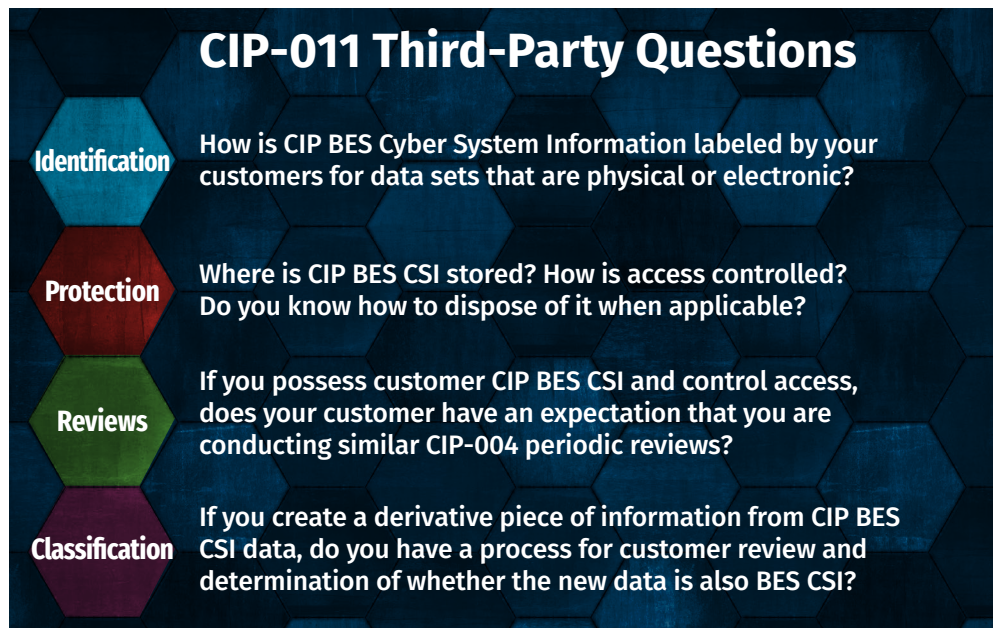 CIP-011 Third-Party Questions
Identification
How is CIP BES Cyber System Information labeled by your
customers for data sets that are physical or electronic?
Protection
Where is CIP BES CSI stored? How is access controlled?
Do you know how to dispose of it when applicable?
Reviews
If you possess customer CIP BES CSI and control access,
does your customer have an expectation that you are
conducting similar CIP-004 periodic reviews?
Classification
If you create a derivative piece of information from CIP BES
CSI data, do you have a process for customer review and
determination of whether the new data is also BES CSI?